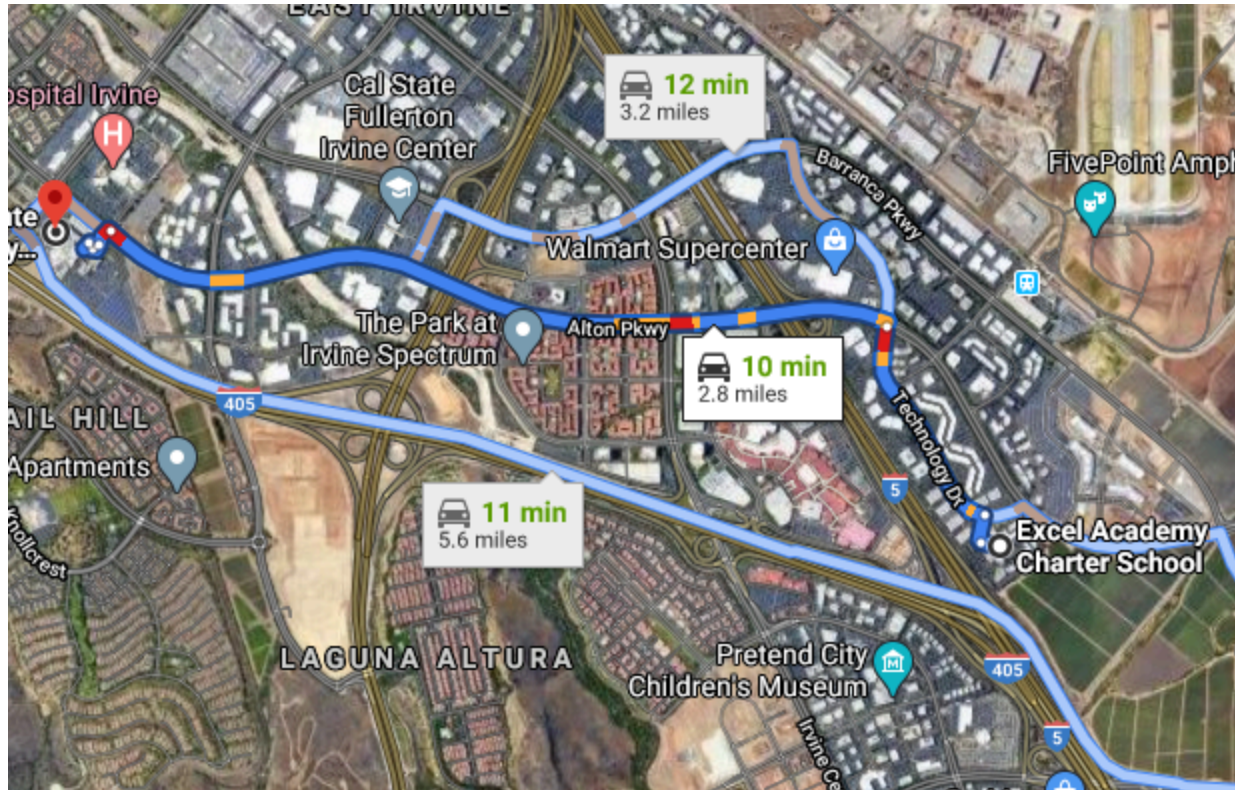 EAST IRVINE
ospital Irvine
H
Cal State
Fullerton
Irvine Center
12 min
3.2 miles
Barranca Pkwy
FivePoint Amph
ate
y...
Walmart Supercenter
The Park at
Irvine Spectrum
Alton Pkwy
10 min
2.8 miles
405
AIL HILL
Apartments
Technology Dr
5
11 min
5.6 miles
Excel Academy
Charter School
Knollcrest
LAGUNA ALTURA
Pretend City
Children's Museum
M
405
5
Irvine Ce